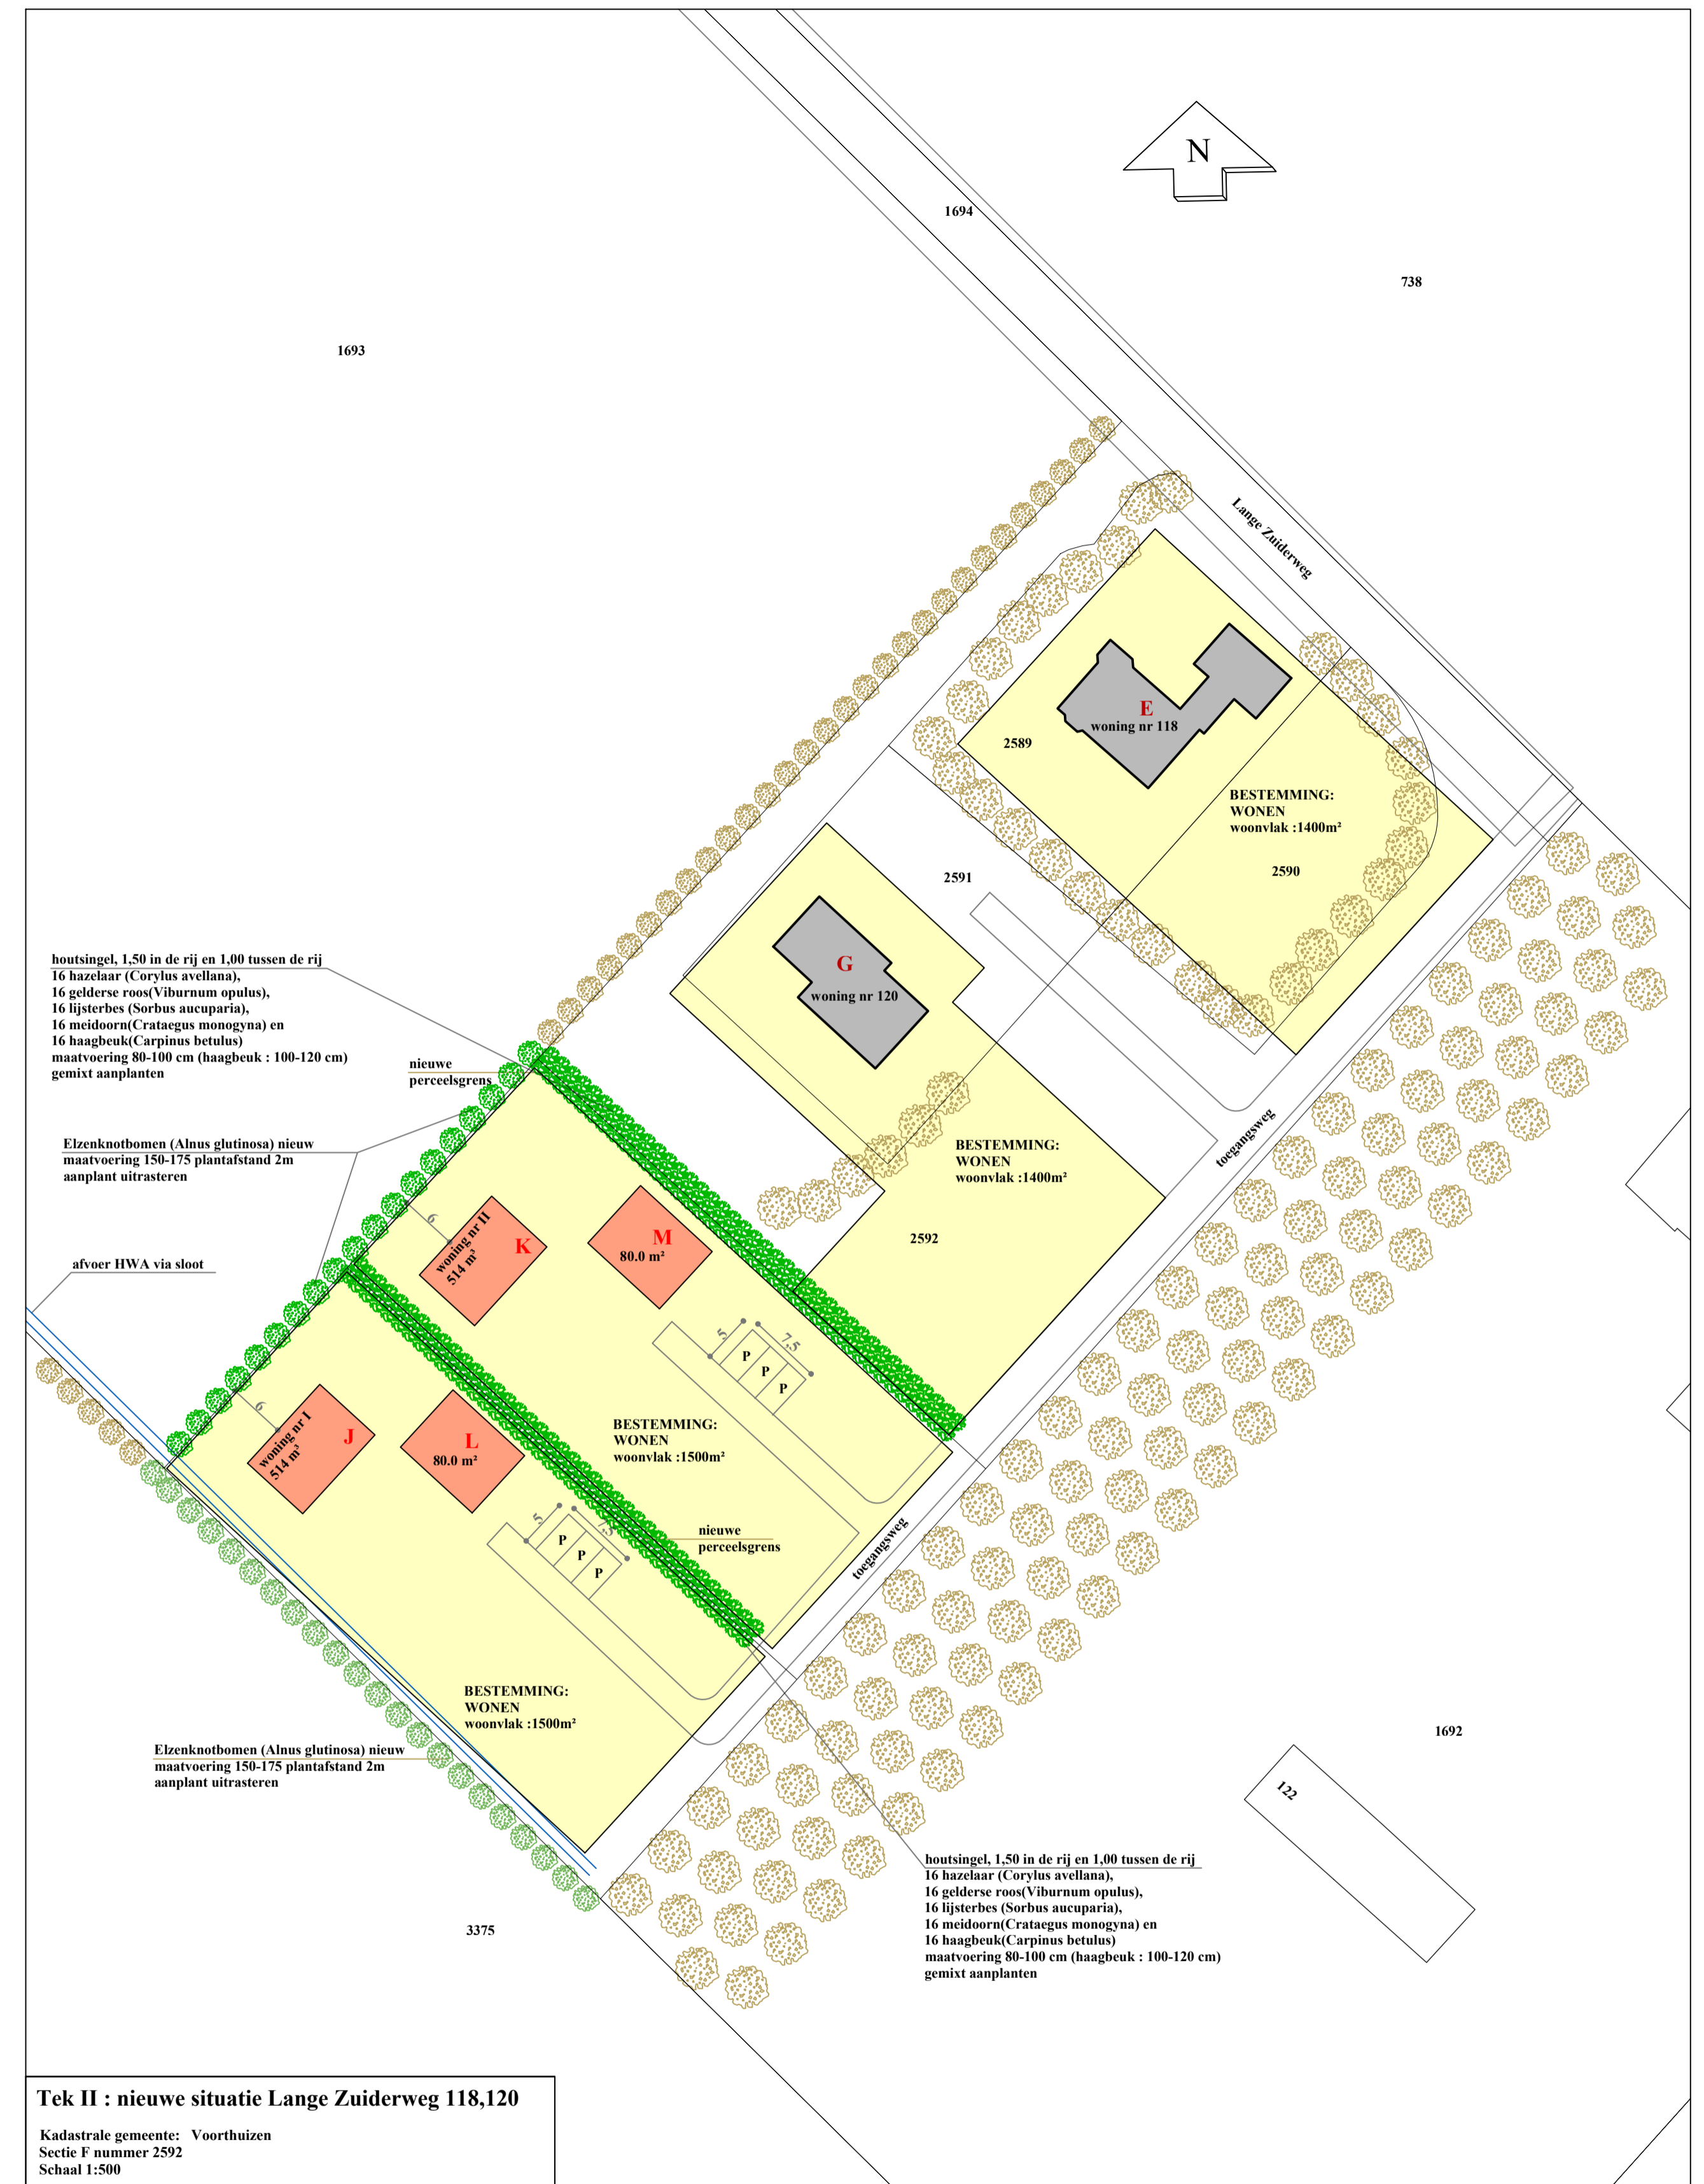 N
1694
738
1693
Lange Zuiderweg
E
woning nr 118
2589
BESTEMMING:
WONEN
woonvlak :1400m²
2590
2591
G
woning nr 120
houtsingel, 1,50 in de rij en 1,00 tussen de rij
16 hazelaar (Corylus avellana),
16 gelderse roos(Viburnum opulus),
16 lijsterbes (Sorbus aucuparia),
16 meidoorn(Crataegus monogyna) en
16 haagbeuk(Carpinus betulus)
maatvoering 80-100 cm (haagbeuk : 100-120 cm)
gemixt aanplanten
nieuwe
perceelsgrens
toegangsweg
Elzenknotbomen (Alnus glutinosa) nieuw
maatvoering 150-175 plantafstand 2m
aanplant uitrasteren
BESTEMMING:
WONEN
woonvlak :1400m²
2592
6
woning nr II
514 m³
K
M
80.0 m²
afvoer HWA via sloot
5
7,5
P
P
P
6
woning nr I
514 m³
J
L
80.0 m²
BESTEMMING:
WONEN
woonvlak :1500m²
5
7,5
P
P
P
nieuwe
perceelsgrens
toegangsweg
BESTEMMING:
WONEN
woonvlak :1500m²
Elzenknotbomen (Alnus glutinosa) nieuw
maatvoering 150-175 plantafstand 2m
aanplant uitrasteren
1692
122
houtsingel, 1,50 in de rij en 1,00 tussen de rij
16 hazelaar (Corylus avellana),
16 gelderse roos(Viburnum opulus),
16 lijsterbes (Sorbus aucuparia),
16 meidoorn(Crataegus monogyna) en
16 haagbeuk(Carpinus betulus)
maatvoering 80-100 cm (haagbeuk : 100-120 cm)
gemixt aanplanten
3375
Tek II : nieuwe situatie Lange Zuiderweg 118,120
Kadastrale gemeente: Voorthuizen
Sectie F nummer 2592
Schaal 1:500